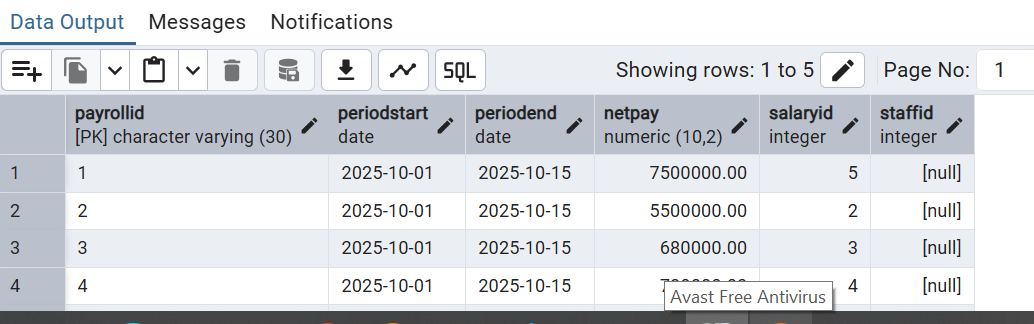 Data Output Messages Notifications
SQL Showing rows: 1 to 5 Page No: 1
payrollid periodstart periodend netpay salaryid staffid
[PK] character varying (30) date date numeric (10,2) integer integer
1 1 2025-10-01 2025-10-15 7500000.00 5 [null]
2 2 2025-10-01 2025-10-15 5500000.00 2 [null]
3 3 2025-10-01 2025-10-15 680000.00 3 [null]
4 4 2025-10-01 2025-10-15 4 [null]
Avast Free Antivirus